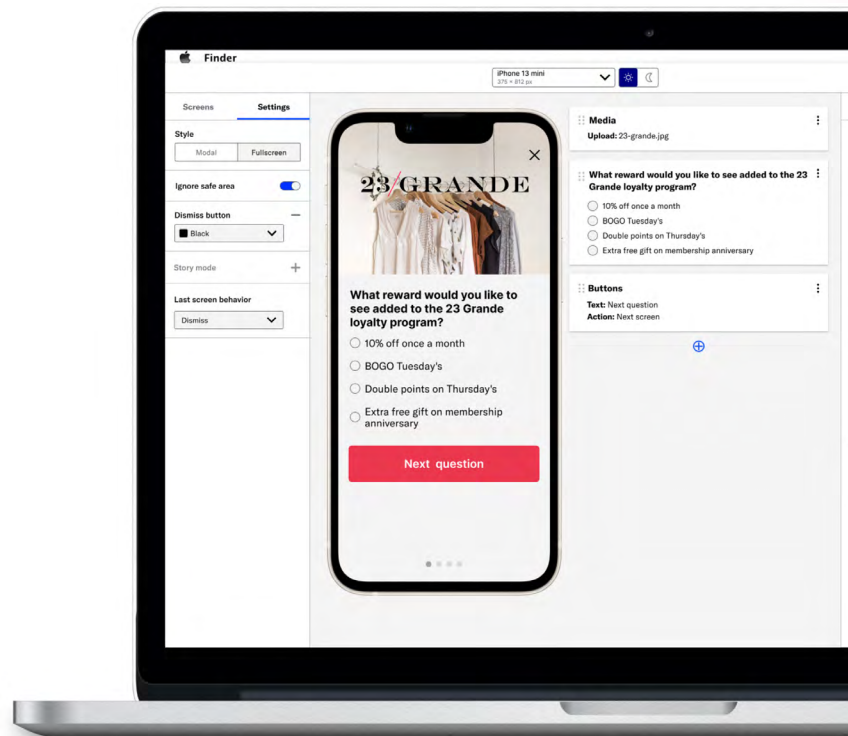 Finder
iPhone 13 mini
375 × 812 px
Screens Settings
Style
Modal Fullscreen
Ignore safe area
Dismiss button
Black
Story mode
Last screen behavior
Dismiss
23/GRANDE
What reward would you like to
see added to the 23 Grande
loyalty program?
10% off once a month
BOGO Tuesday's
Double points on Thursday's
Extra free gift on membership
anniversary
Next question
Media
Upload: 23-grande.jpg
What reward would you like to see added to the 23
Grande loyalty program?
10% off once a month
BOGO Tuesday's
Double points on Thursday's
Extra free gift on membership anniversary
Buttons
Text: Next question
Action: Next screen